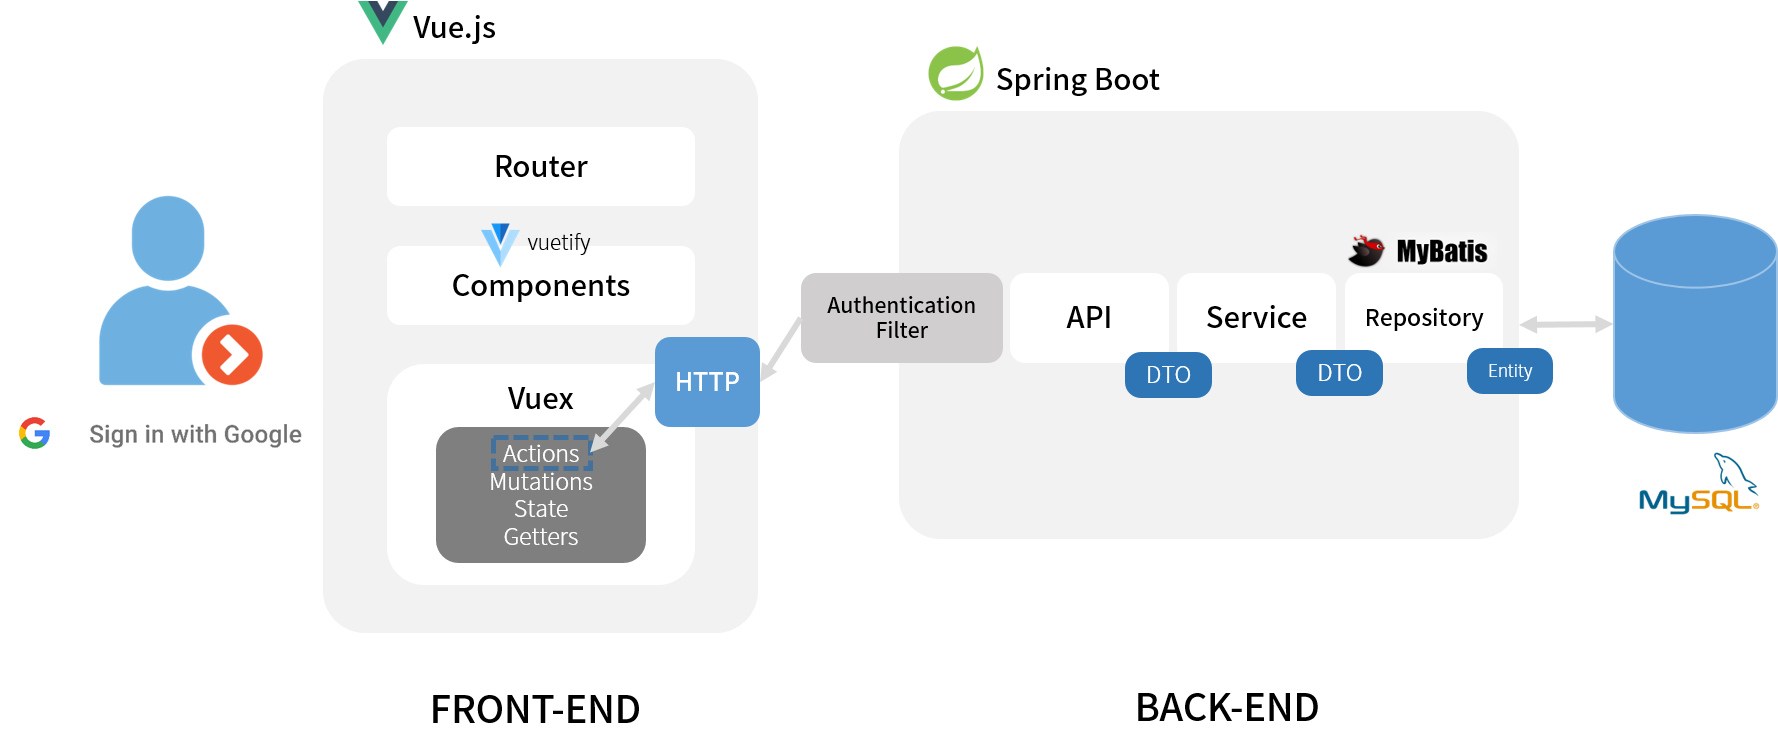 Vue.js
Router
vuetify
Components
Vuex
Actions
Mutations
State
Getters
HTTP
Sign in with Google
FRONT-END
Spring Boot
Authentication
Filter
API
DTO
Service
DTO
MyBatis
Repository
Entity
MySQL®
BACK-END